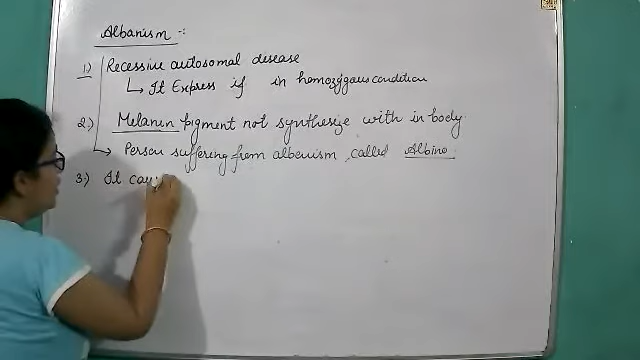 Albanism :-
1) Recessive autosomal disease
↳ It Express if in homozygous condition
2) Melanin pigment not synthesize with in body
→ Person suffering from albenism, called Albino.
3) It cau